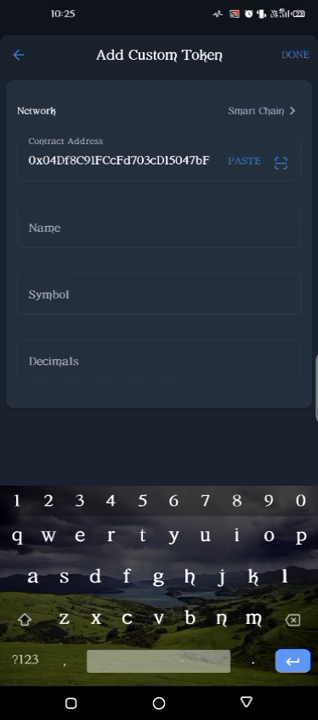 10:25
Add Custom Token
DONE
Network
Smart Chain
Contract Address
0x04Df8C91FCcFd703cD15047bF
PASTE
Name
Symbol
Decimals
1 2 3 4 5 6 7 8 9 0
q w e r t y u i o p
a s d f g h j k l
z x c v b n m
?123 , .